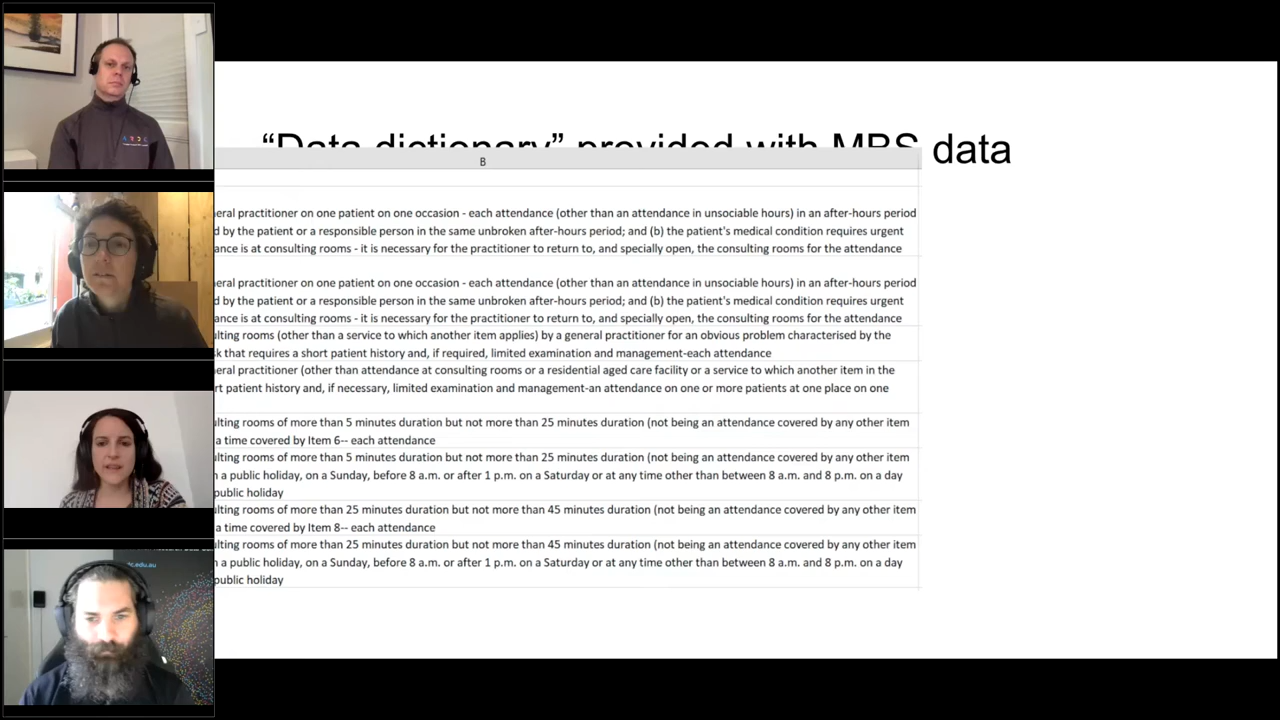 “Data dictionary” provided with MBS data
B
eral practitioner on one patient on one occasion - each attendance (other than an attendance in unsociable hours) in an after-hours period
d by the patient or a responsible person in the same unbroken after-hours period; and (b) the patient's medical condition requires urgent
ance is at consulting rooms - it is necessary for the practitioner to return to, and specially open, the consulting rooms for the attendance
eral practitioner on one patient on one occasion - each attendance (other than an attendance in unsociable hours) in an after-hours period
d by the patient or a responsible person in the same unbroken after-hours period; and (b) the patient's medical condition requires urgent
ance is at consulting rooms - it is necessary for the practitioner to return to, and specially open, the consulting rooms for the attendance
ulting rooms (other than a service to which another item applies) by a general practitioner for an obvious problem characterised by the
k that requires a short patient history and, if required, limited examination and management-each attendance
eral practitioner (other than attendance at consulting rooms or a residential aged care facility or a service to which another item in the
rt patient history and, if necessary, limited examination and management-an attendance on one or more patients at one place on one
ulting rooms of more than 5 minutes duration but not more than 25 minutes duration (not being an attendance covered by any other item
a time covered by Item 6-- each attendance
ulting rooms of more than 5 minutes duration but not more than 25 minutes duration (not being an attendance covered by any other item
n a public holiday, on a Sunday, before 8 a.m. or after 1 p.m. on a Saturday or at any time other than between 8 a.m. and 8 p.m. on a day
public holiday
ulting rooms of more than 25 minutes duration but not more than 45 minutes duration (not being an attendance covered by any other item
a time covered by Item 8-- each attendance
ulting rooms of more than 25 minutes duration but not more than 45 minutes duration (not being an attendance covered by any other item
n a public holiday, on a Sunday, before 8 a.m. or after 1 p.m. on a Saturday or at any time other than between 8 a.m. and 8 p.m. on a day
public holiday
c.edu.au